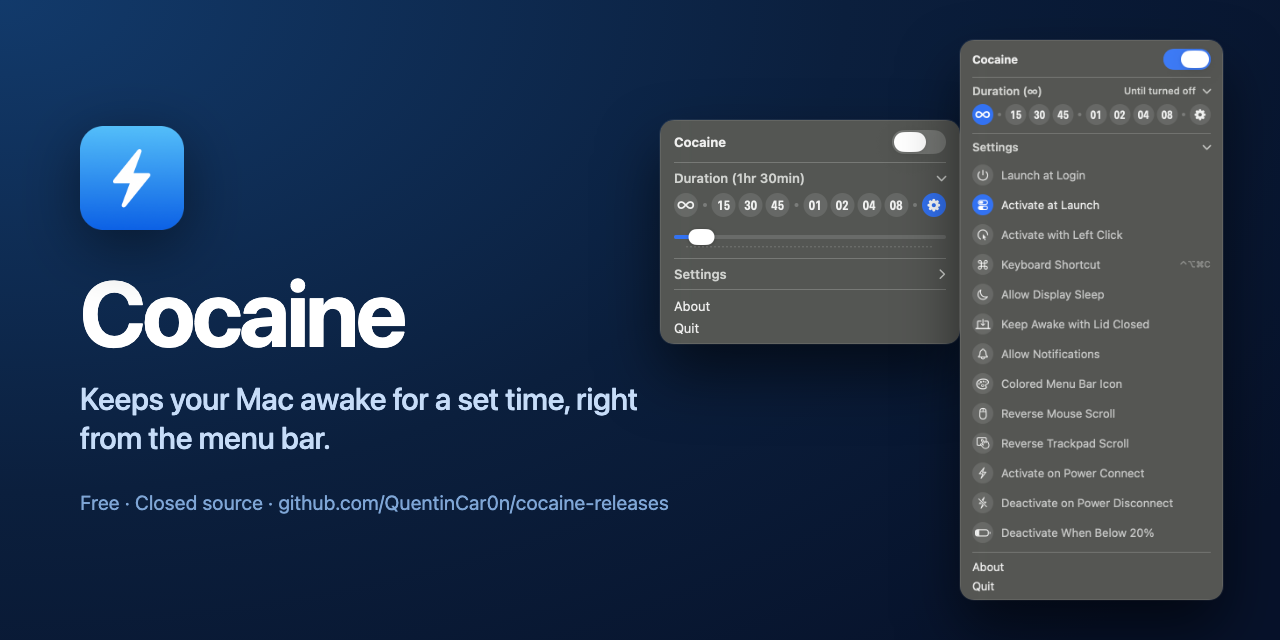 Cocaine
Keeps your Mac awake for a set time, right
from the menu bar.
Free · Closed source · github.com/QuentinCar0n/cocaine-releases
Cocaine
Duration (1hr 30min)
∞ • 15 30 45 • 01 02 04 08 •
Settings
About
Quit
Cocaine
Duration (∞) Until turned off
∞ • 15 30 45 • 01 02 04 08 •
Settings
Launch at Login
Activate at Launch
Activate with Left Click
Keyboard Shortcut ^⌥⌘C
Allow Display Sleep
Keep Awake with Lid Closed
Allow Notifications
Colored Menu Bar Icon
Reverse Mouse Scroll
Reverse Trackpad Scroll
Activate on Power Connect
Deactivate on Power Disconnect
Deactivate When Below 20%
About
Quit